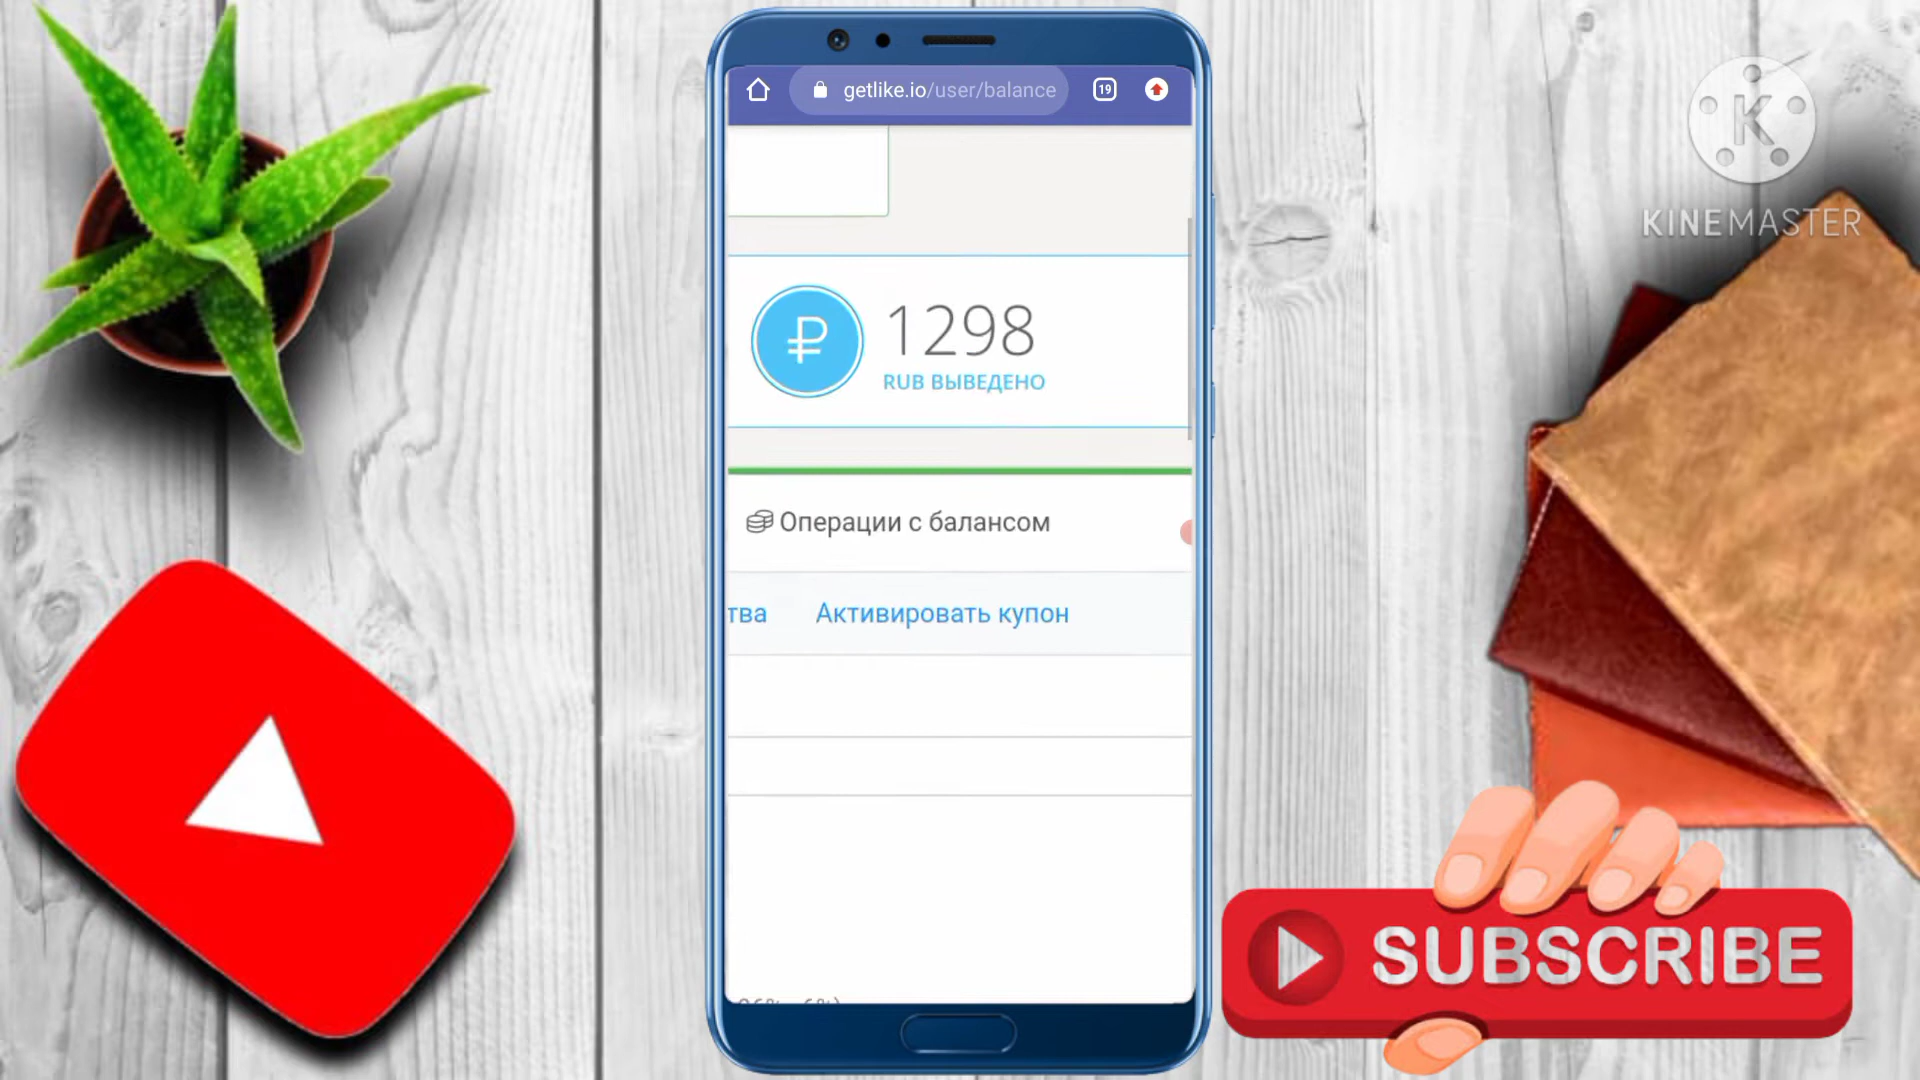 getlike.io/user/balance
19
K
KINEMASTER
₽
1298
RUB ВЫВЕДЕНО
Операции с балансом
тва
Активировать купон
SUBSCRIBE